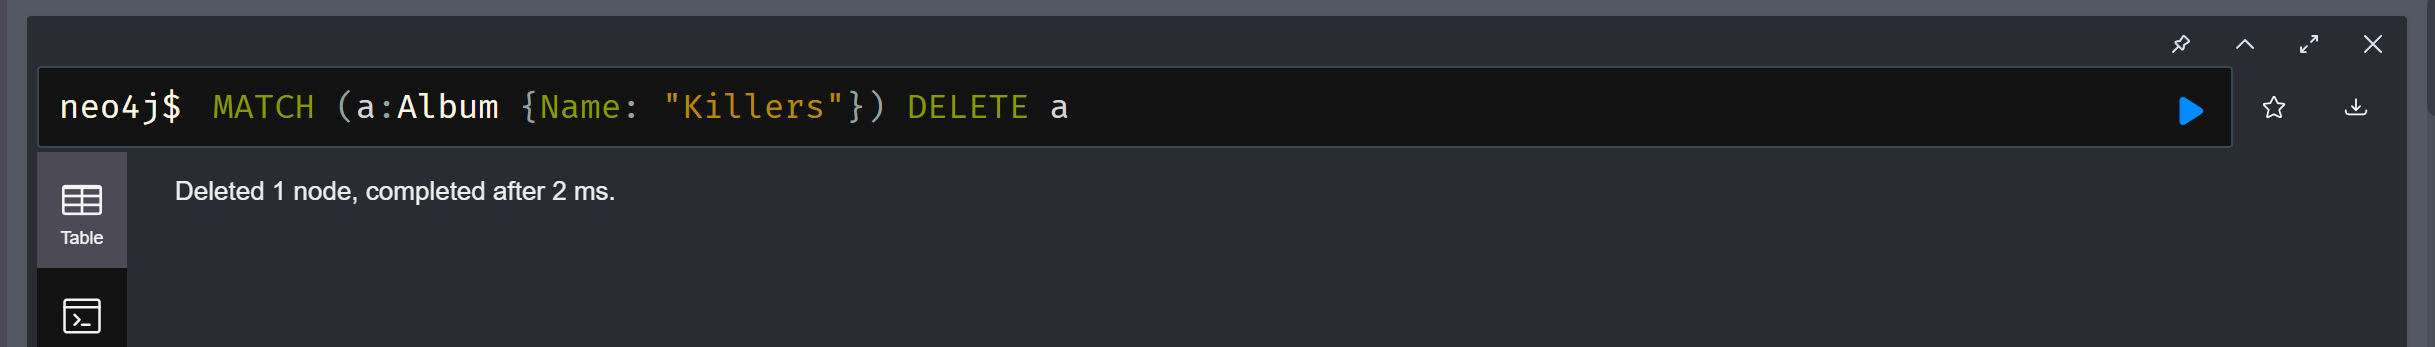 neo4j$ MATCH (a:Album {Name: "Killers"}) DELETE a
Deleted 1 node, completed after 2 ms.
Table